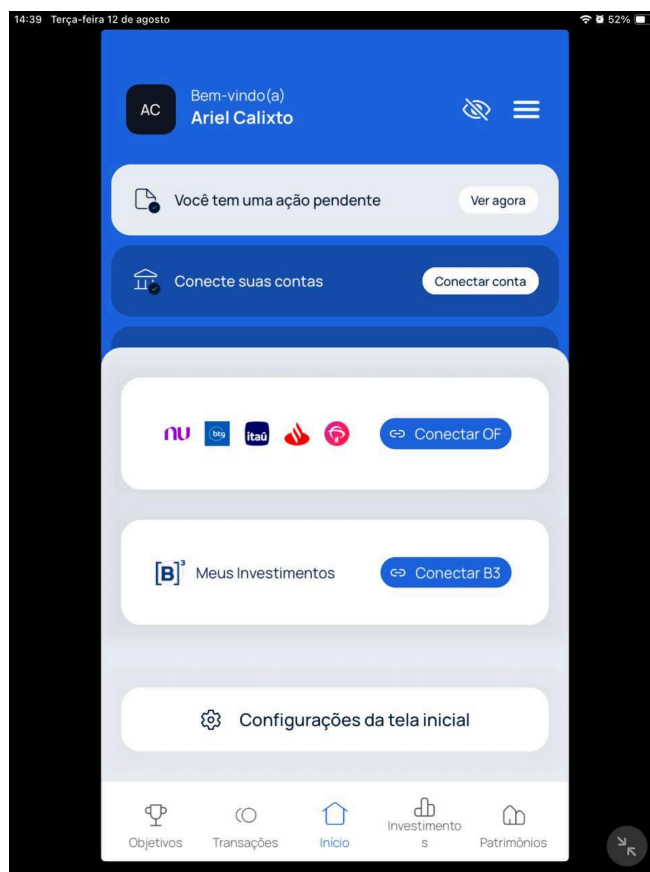 14:39 Terça-feira 12 de agosto
52%
AC
Bem-vindo(a)
Ariel Calixto
Você tem uma ação pendente
Ver agora
Conecte suas contas
Conectar conta
nu
btg
itaú
Conectar OF
[B]³
Meus Investimentos
Conectar B3
Configurações da tela inicial
Objetivos
Transações
Início
Investimento
s
Patrimônios